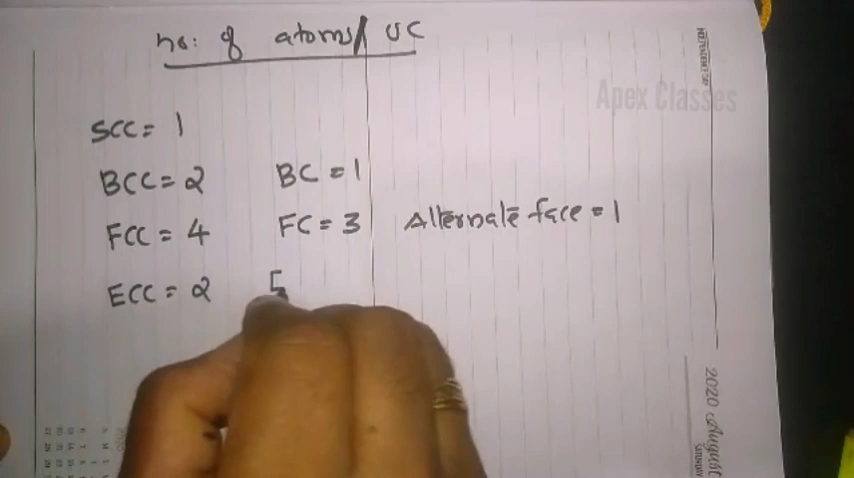 no: of atoms/ UC
Apex Classes
SCC = 1
BCC = 2 BC = 1
FCC = 4 FC = 3 Alternate face = 1
ECC = 2
2020 August
SATURDAY